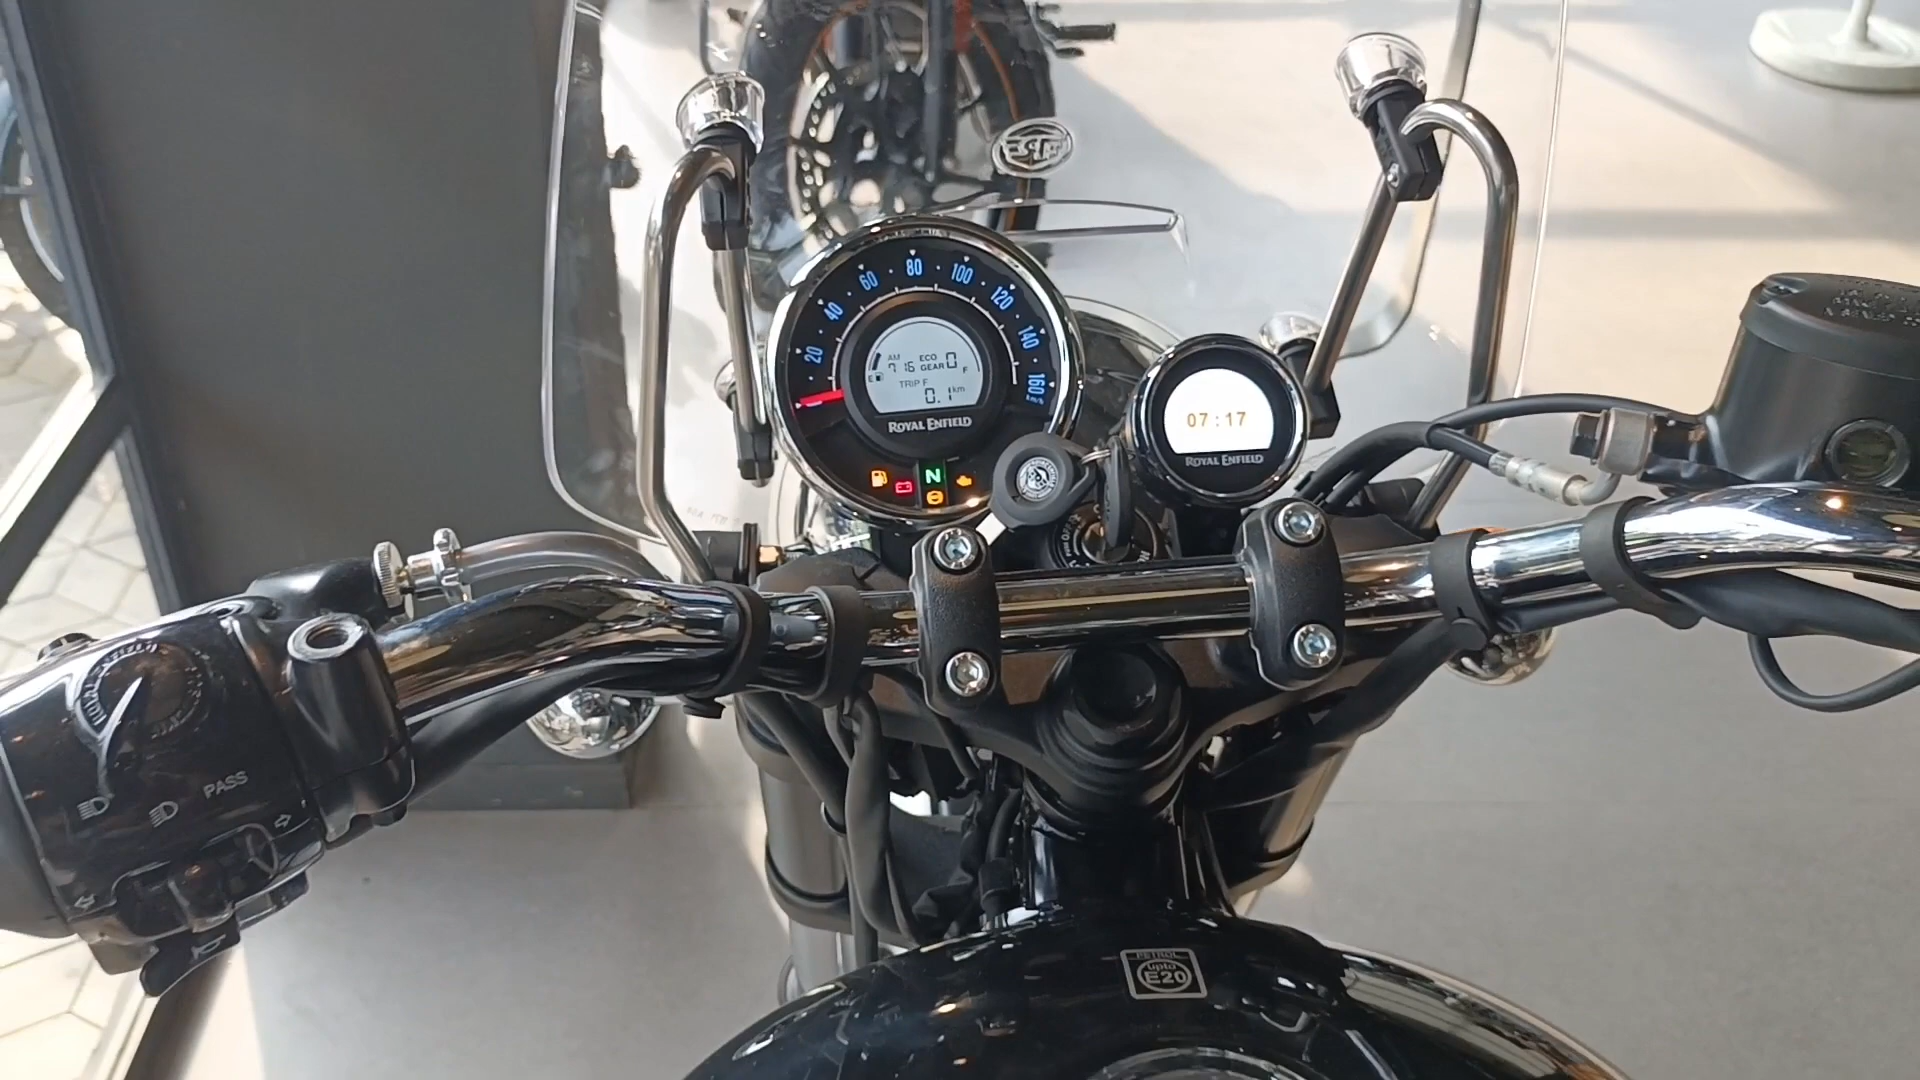 20
40
60
80
100
120
140
160
km/h
AM
7 16
ECO
GEAR 0
E
F
TRIP F
0.1 km
ROYAL ENFIELD
N
07 : 17
ROYAL ENFIELD
PASS
PETROL
upto
E20